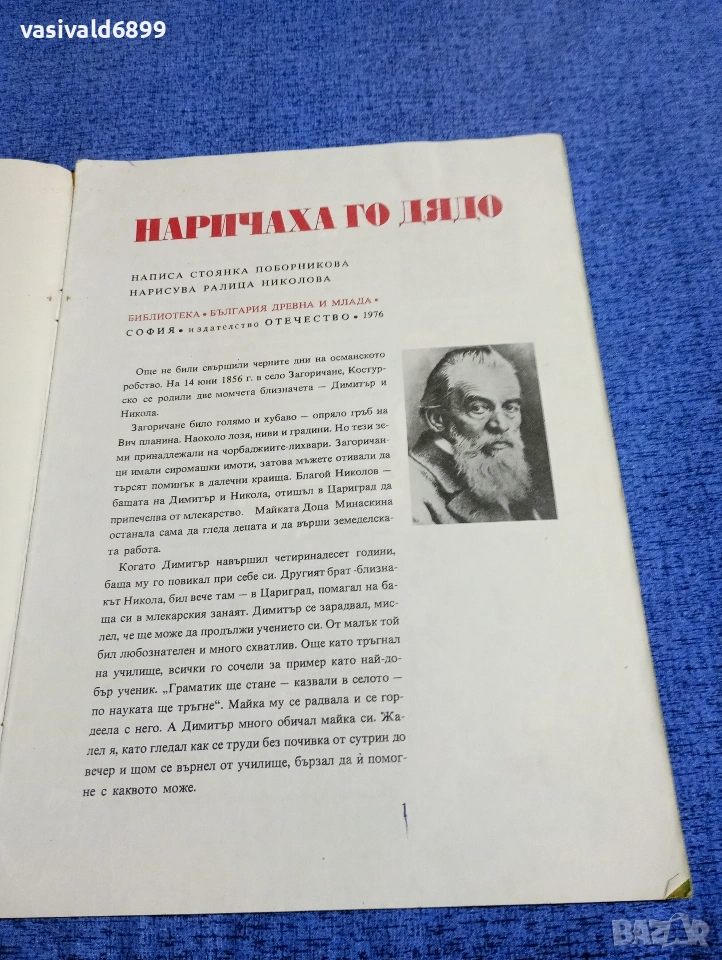 vasivald6899
НАРИЧАХА ГО ДЯДО
НАПИСА СТОЯНКА ПОБОРНИКОВА
НАРИСУВА РАЛИЦА НИКОЛОВА
БИБЛИОТЕКА • БЪЛГАРИЯ ДРЕВНА И МЛАДА •
СОФИЯ • издателство ОТЕЧЕСТВО • 1976
Още не били свършили черните дни на османското
робство. На 14 юни 1856 г. в село Загоричане, Костур-
ско се родили две момчета близначета — Димитър и
Никола.
Загоричане било голямо и хубаво — опряло гръб на
Вич планина. Наоколо лозя, ниви и градини. Но тези зе-
ми принадлежали на чорбаджиите-лихвари. Загоричан-
ци имали сиромашки имоти, затова мъжете отивали да
търсят поминък в далечни краища. Благой Николов —
бащата на Димитър и Никола, отишъл в Цариград да
припечелва от млекарство. Майката Доца Минаскина
останала сама да гледа децата и да върши земеделска-
та работа.
Когато Димитър навършил четиринадесет години,
баща му го повикал при себе си. Другият брат -близна-
кът Никола, бил вече там — в Цариград, помагал на ба-
ща си в млекарския занаят. Димитър се зарадвал, мис-
лел, че ще може да продължи учението си. От малък той
бил любознателен и много схватлив. Още като тръгнал
на училище, всички го сочели за пример като най-до-
бър ученик. „Граматик ще стане — казвали в селото —
по науката ще тръгне“. Майка му се радвала и се гор-
деела с него. А Димитър много обичал майка си. Жа-
лел я, като гледал как се труди без почивка от сутрин до
вечер и щом се върнел от училище, бързал да ѝ помог-
не с каквото може.
1
BAZAR